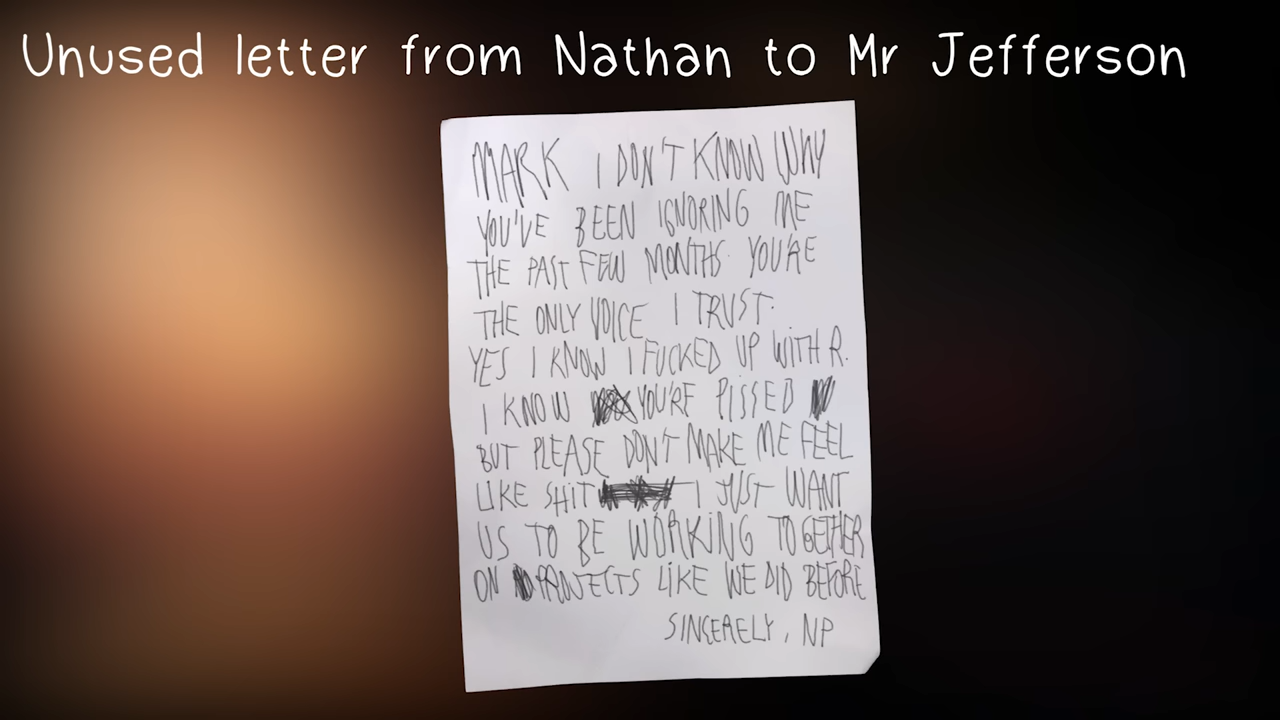 Unused letter from Nathan to Mr Jefferson
MARK I DON'T KNOW WHY
YOU'VE BEEN IGNORING ME
THE PAST FEW MONTHS. YOU'RE
THE ONLY VOICE I TRUST.
YES I KNOW I FUCKED UP WITH R.
I KNOW YOU'RE PISSED
BUT PLEASE DON'T MAKE ME FEEL
LIKE SHIT I JUST WANT
US TO BE WORKING TOGETHER
ON PROJECTS LIKE WE DID BEFORE
SINCERELY, NP